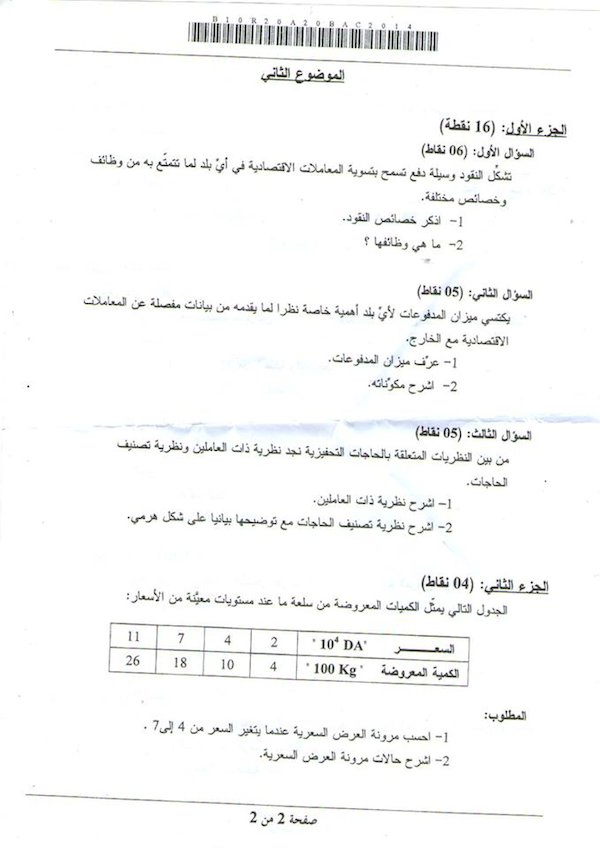 B10R20A20BAC2014
الموضوع الثاني
الجزء الأول: (16 نقطة)
السؤال الأول: (06 نقاط)
تشكّل النقود وسيلة دفع تسمح بتسوية المعاملات الاقتصادية في أيّ بلد لما تتمتّع به من وظائف
وخصائص مختلفة.
1- اذكر خصائص النقود.
2- ما هي وظائفها ؟
السؤال الثاني: (05 نقاط)
يكتسي ميزان المدفوعات لأيّ بلد أهمية خاصة نظرا لما يقدمه من بيانات مفصلة عن المعاملات
الاقتصادية مع الخارج.
1- عرّف ميزان المدفوعات.
2- اشرح مكوّناته.
السؤال الثالث: (05 نقاط)
من بين النظريات المتعلقة بالحاجات التحفيزية نجد نظرية ذات العاملين ونظرية تصنيف
الحاجات.
1- اشرح نظرية ذات العاملين.
2- اشرح نظرية تصنيف الحاجات مع توضيحها بيانيا على شكل هرمي.
الجزء الثاني: (04 نقاط)
الجدول التالي يمثّل الكميات المعروضة من سلعة ما عند مستويات معيّنة من الأسعار:
السعـــــــر "10⁴ DA" 2 4 7 11
الكمية المعروضة "100 Kg" 4 10 18 26
المطلوب:
1- احسب مرونة العرض السعرية عندما يتغير السعر من 4 إلى7 .
2- اشرح حالات مرونة العرض السعرية.
صفحة 2 من 2